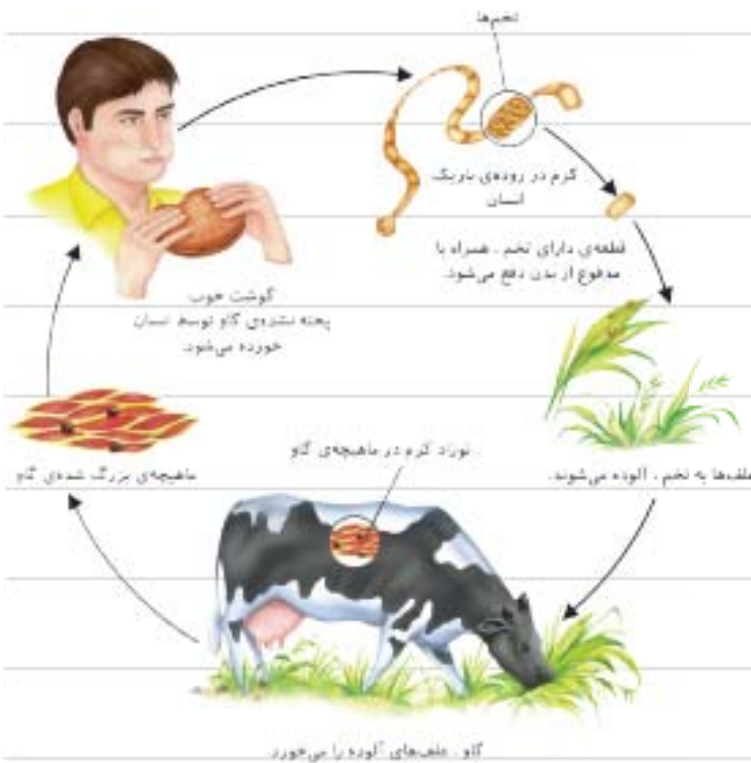 تخم‌ها
کرم در روده‌ی باریک
انسان
قطعه‌ی دارای تخم، همراه با
مدفوع از بدن دفع می‌شود.
گوشت خوب
پخته نشده‌ی گاو توسط انسان
خورده می‌شود.
نوزاد کرم در ماهیچه‌ی گاو
ماهیچه‌ی بزرگ شده‌ی گاو
علف‌ها به تخم، آلوده می‌شوند.
گاو، علف‌های آلوده را می‌خورد.